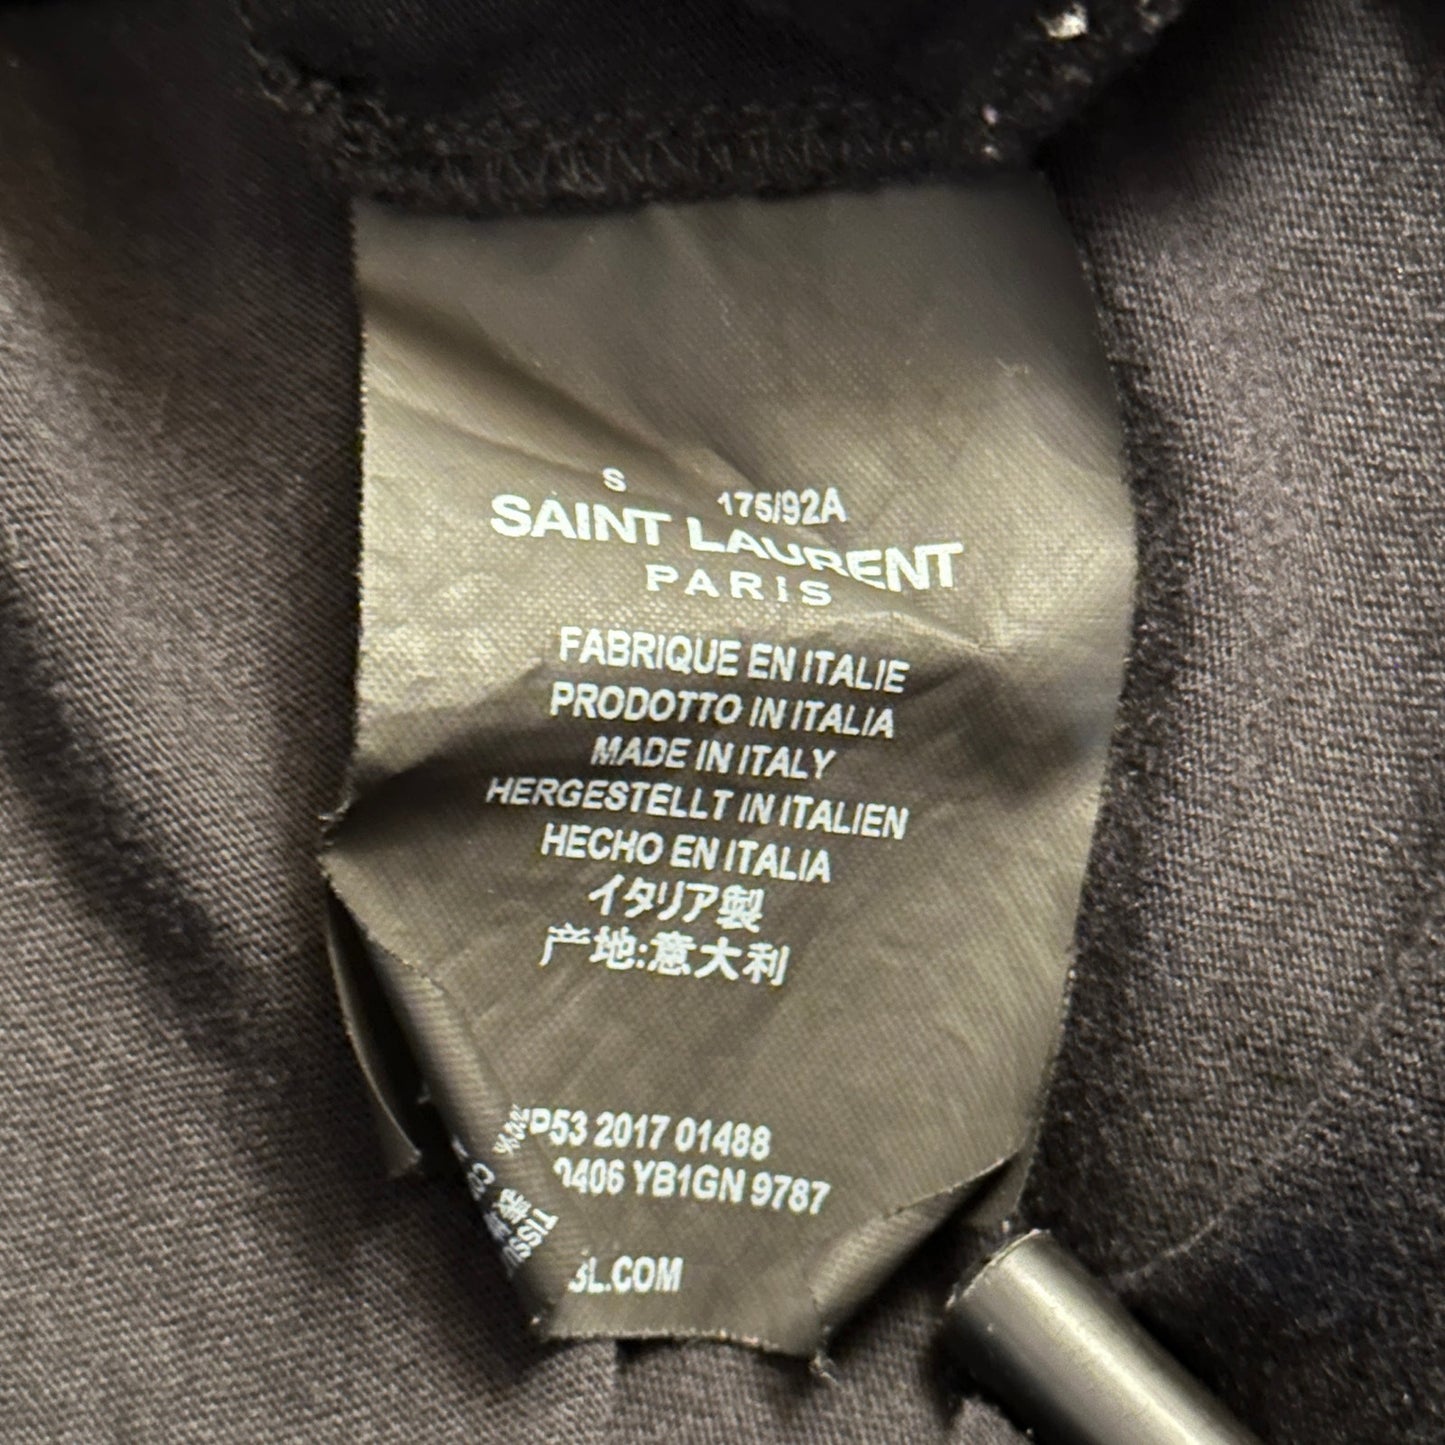 S 175/92A
SAINT LAURENT
PARIS
FABRIQUE EN ITALIE
PRODOTTO IN ITALIA
MADE IN ITALY
HERGESTELLT IN ITALIEN
HECHO EN ITALIA
イタリア製
产地:意大利
P53 2017 01488
0406 YB1GN 9787
.COM